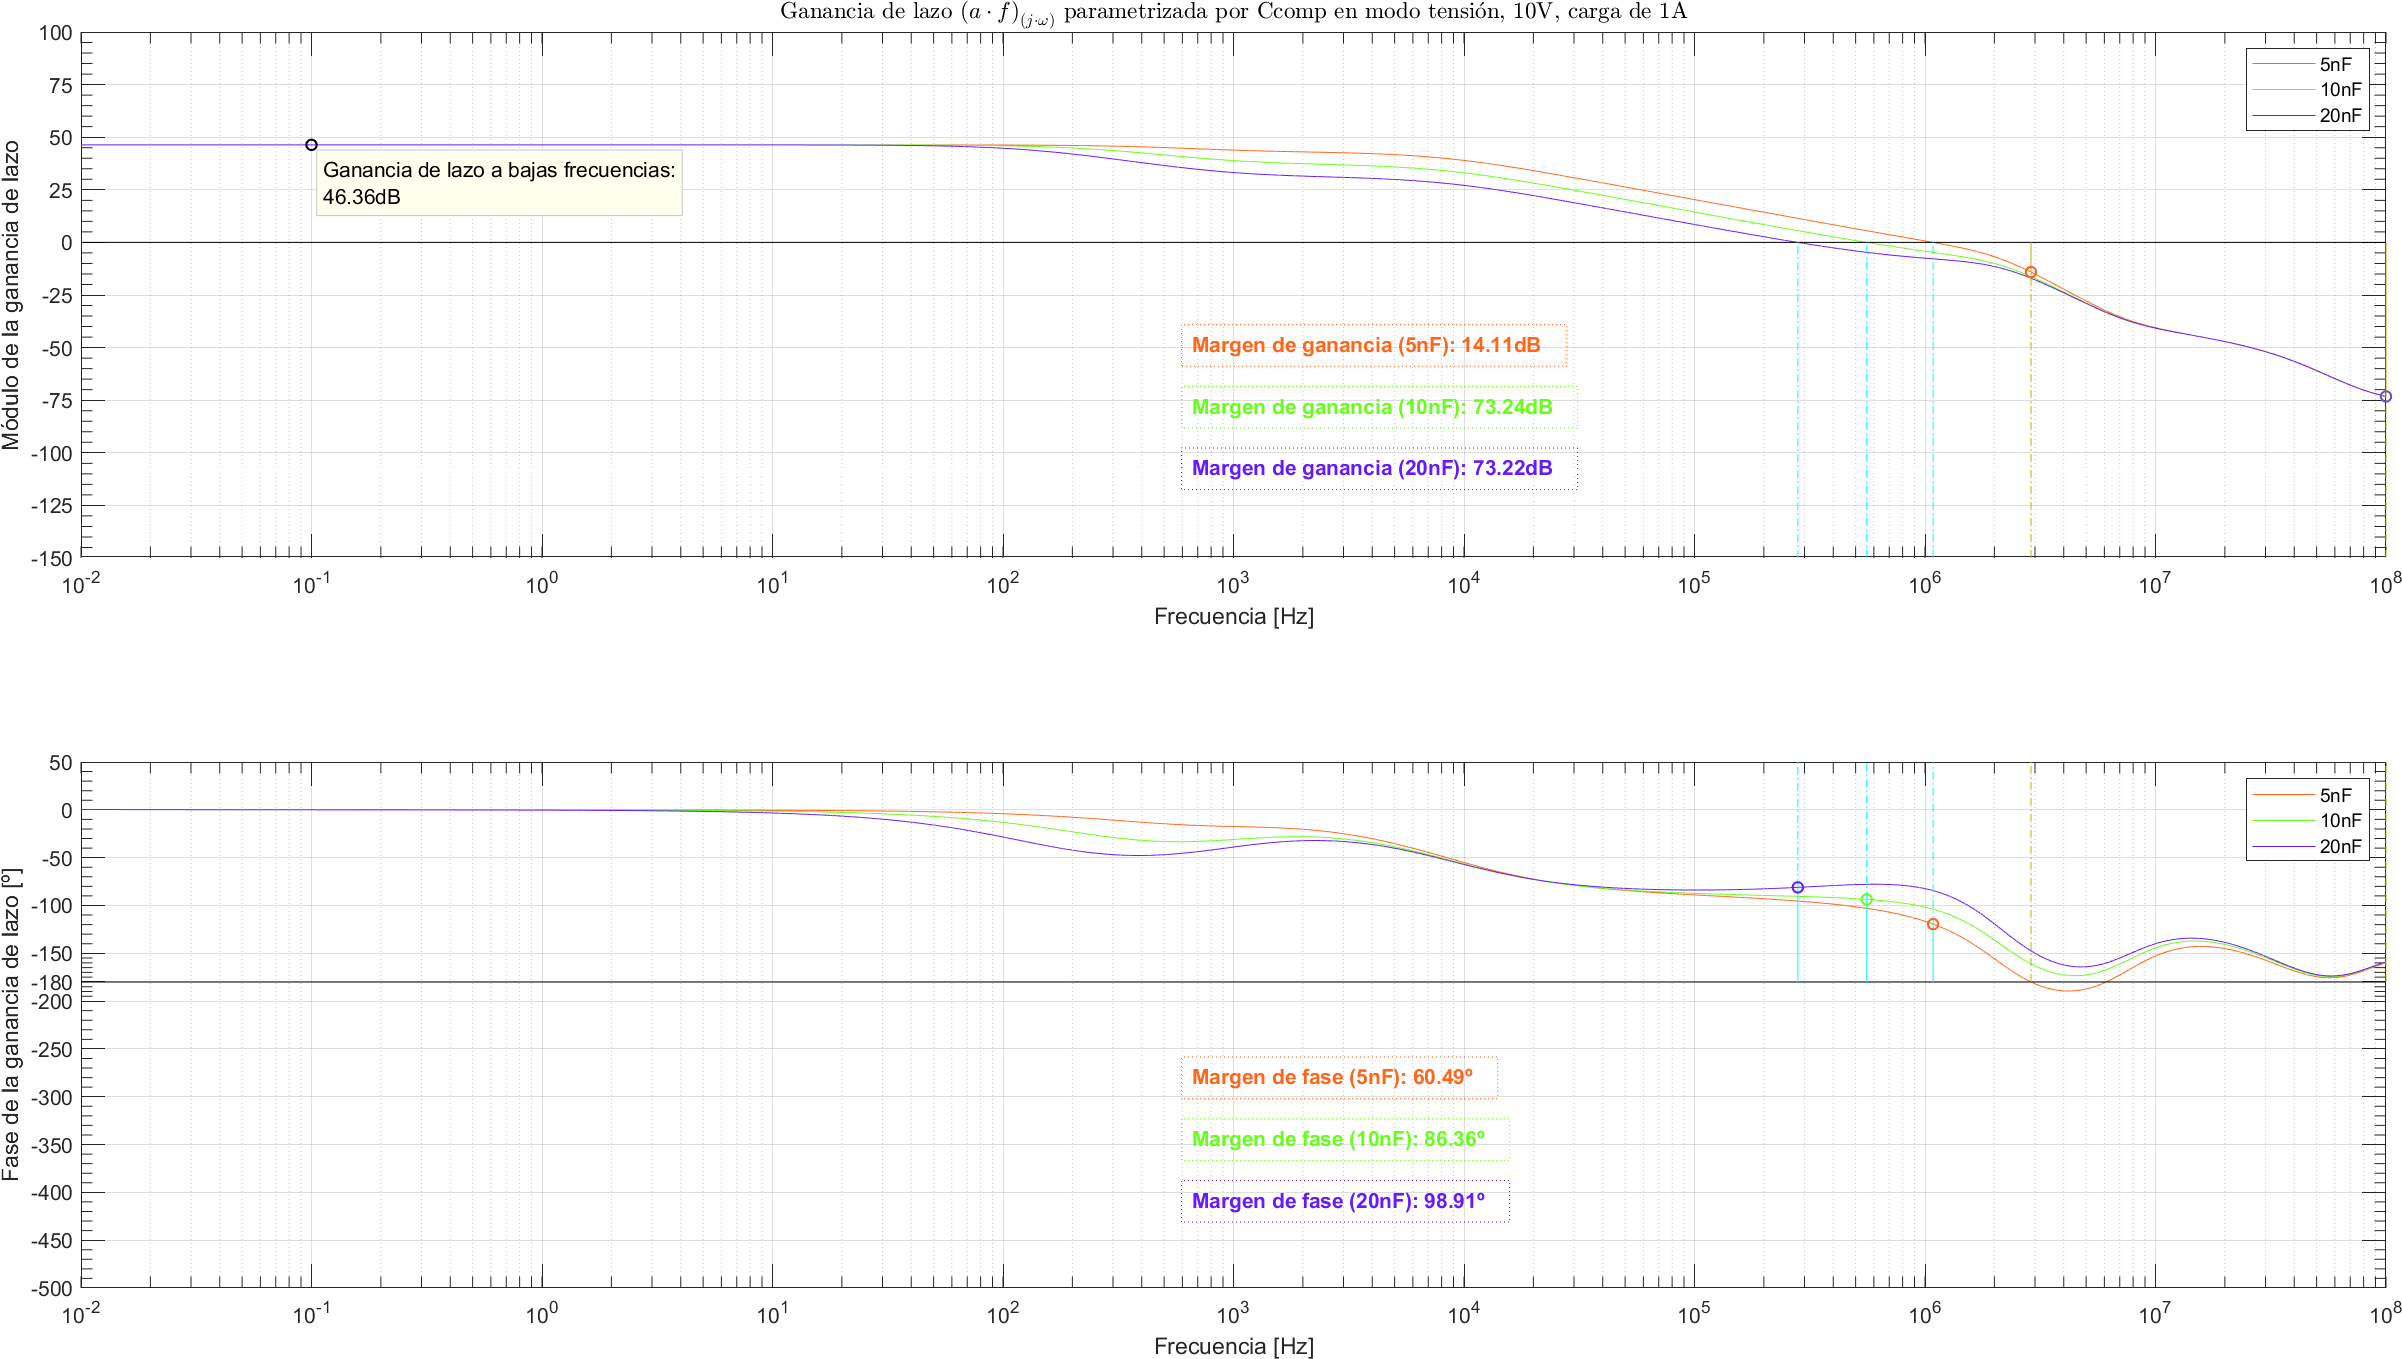 Ganancia de lazo (a · f)(j·ω) parametrizada por Ccomp en modo tensión, 10V, carga de 1A
Módulo de la ganancia de lazo
100
75
50
25
0
-25
-50
-75
-100
-125
-150
Ganancia de lazo a bajas frecuencias:
46.36dB
5nF
10nF
20nF
Margen de ganancia (5nF): 14.11dB
Margen de ganancia (10nF): 73.24dB
Margen de ganancia (20nF): 73.22dB
10-2 10-1 100 101 102 103 104 105 106 107 108
Frecuencia [Hz]
Fase de la ganancia de lazo [º]
50
0
-50
-100
-150
-180
-200
-250
-300
-350
-400
-450
-500
5nF
10nF
20nF
Margen de fase (5nF): 60.49º
Margen de fase (10nF): 86.36º
Margen de fase (20nF): 98.91º
10-2 10-1 100 101 102 103 104 105 106 107 108
Frecuencia [Hz]